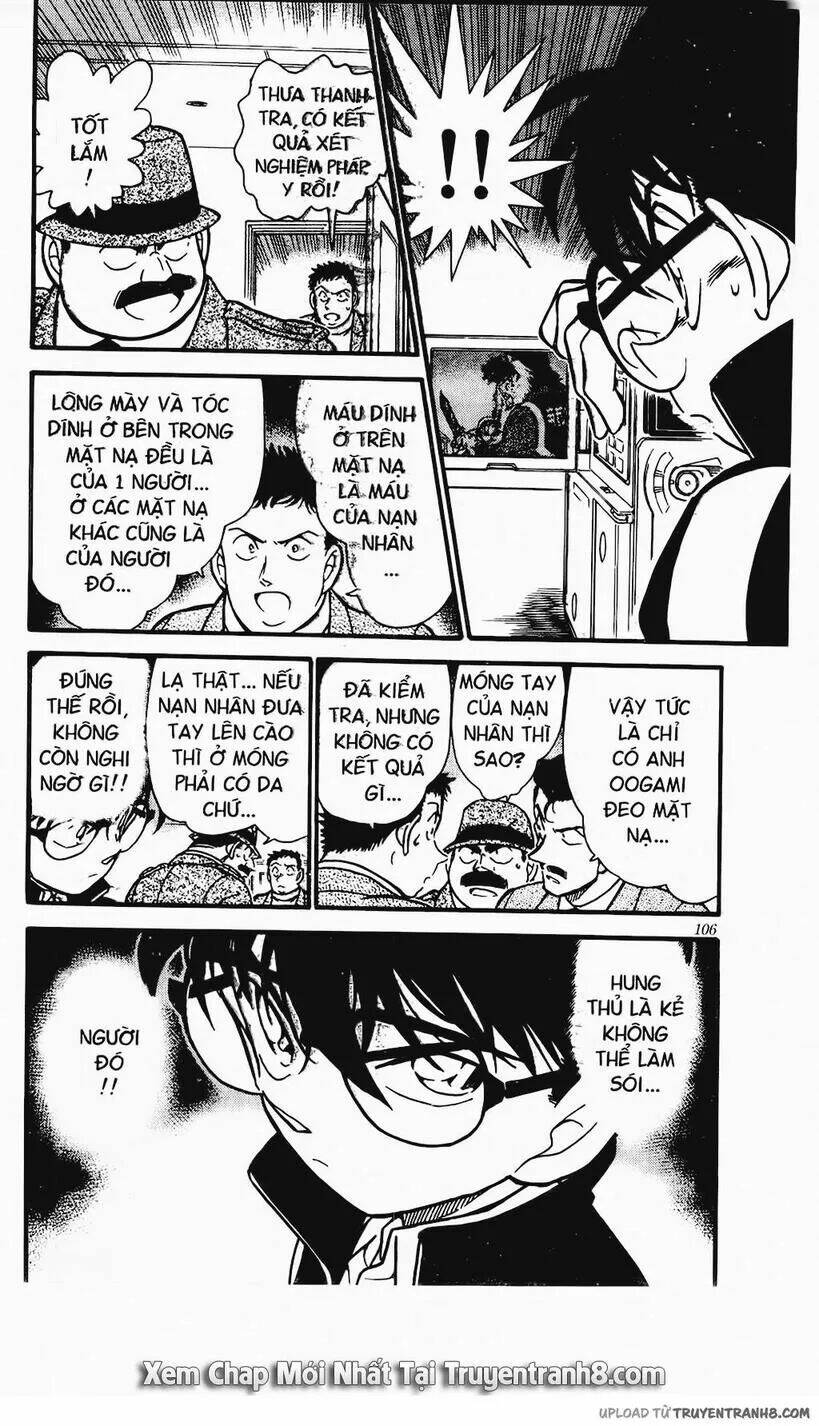 !!
THƯA THANH
TRA, CÓ KẾT
QUẢ XÉT
NGHIỆM PHÁP
Y RỒI!
TỐT
LẮM
!
MÁU DÍNH
Ở TRÊN
MẶT NẠ
LÀ MÁU
CỦA NẠN
NHÂN
...
LÔNG MÀY VÀ TÓC
DÍNH Ở BÊN TRONG
MẶT NẠ ĐỀU LÀ
CỦA 1 NGƯỜI...
Ở CÁC MẶT NẠ
KHÁC CŨNG LÀ
CỦA NGƯỜI
ĐÓ...
VẬY TỨC
LÀ CHỈ
CÓ ANH
OOGAMI
ĐEO MẶT
NẠ...
MÓNG TAY
CỦA NẠN
NHÂN THÌ
SAO?
ĐÃ KIỂM
TRA, NHƯNG
KHÔNG CÓ
KẾT QUẢ
GÌ...
LẠ THẬT... NẾU
NẠN NHÂN ĐƯA
TAY LÊN CÀO
THÌ Ở MÓNG
PHẢI CÓ DA
CHỨ...
ĐÚNG
THẾ RỒI,
KHÔNG
CÒN NGHI
NGỜ GÌ!!
106
HUNG
THỦ LÀ KẺ
KHÔNG
THỂ LÀM
SÓI...
NGƯỜI
ĐÓ
!!
Xem Chap Mới Nhất Tại Truyentranh8.com
UPLOAD TỪ TRUYENTRANH8.COM